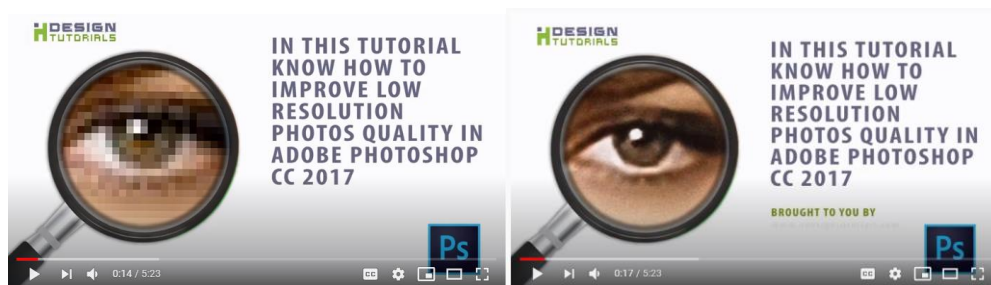 DESIGN
TUTORIALS
IN THIS TUTORIAL
KNOW HOW TO
IMPROVE LOW
RESOLUTION
PHOTOS QUALITY IN
ADOBE PHOTOSHOP
CC 2017
Ps
CC
0:14 / 5:23
DESIGN
TUTORIALS
IN THIS TUTORIAL
KNOW HOW TO
IMPROVE LOW
RESOLUTION
PHOTOS QUALITY IN
ADOBE PHOTOSHOP
CC 2017
BROUGHT TO YOU BY
Ps
0:17 / 5:23
CC